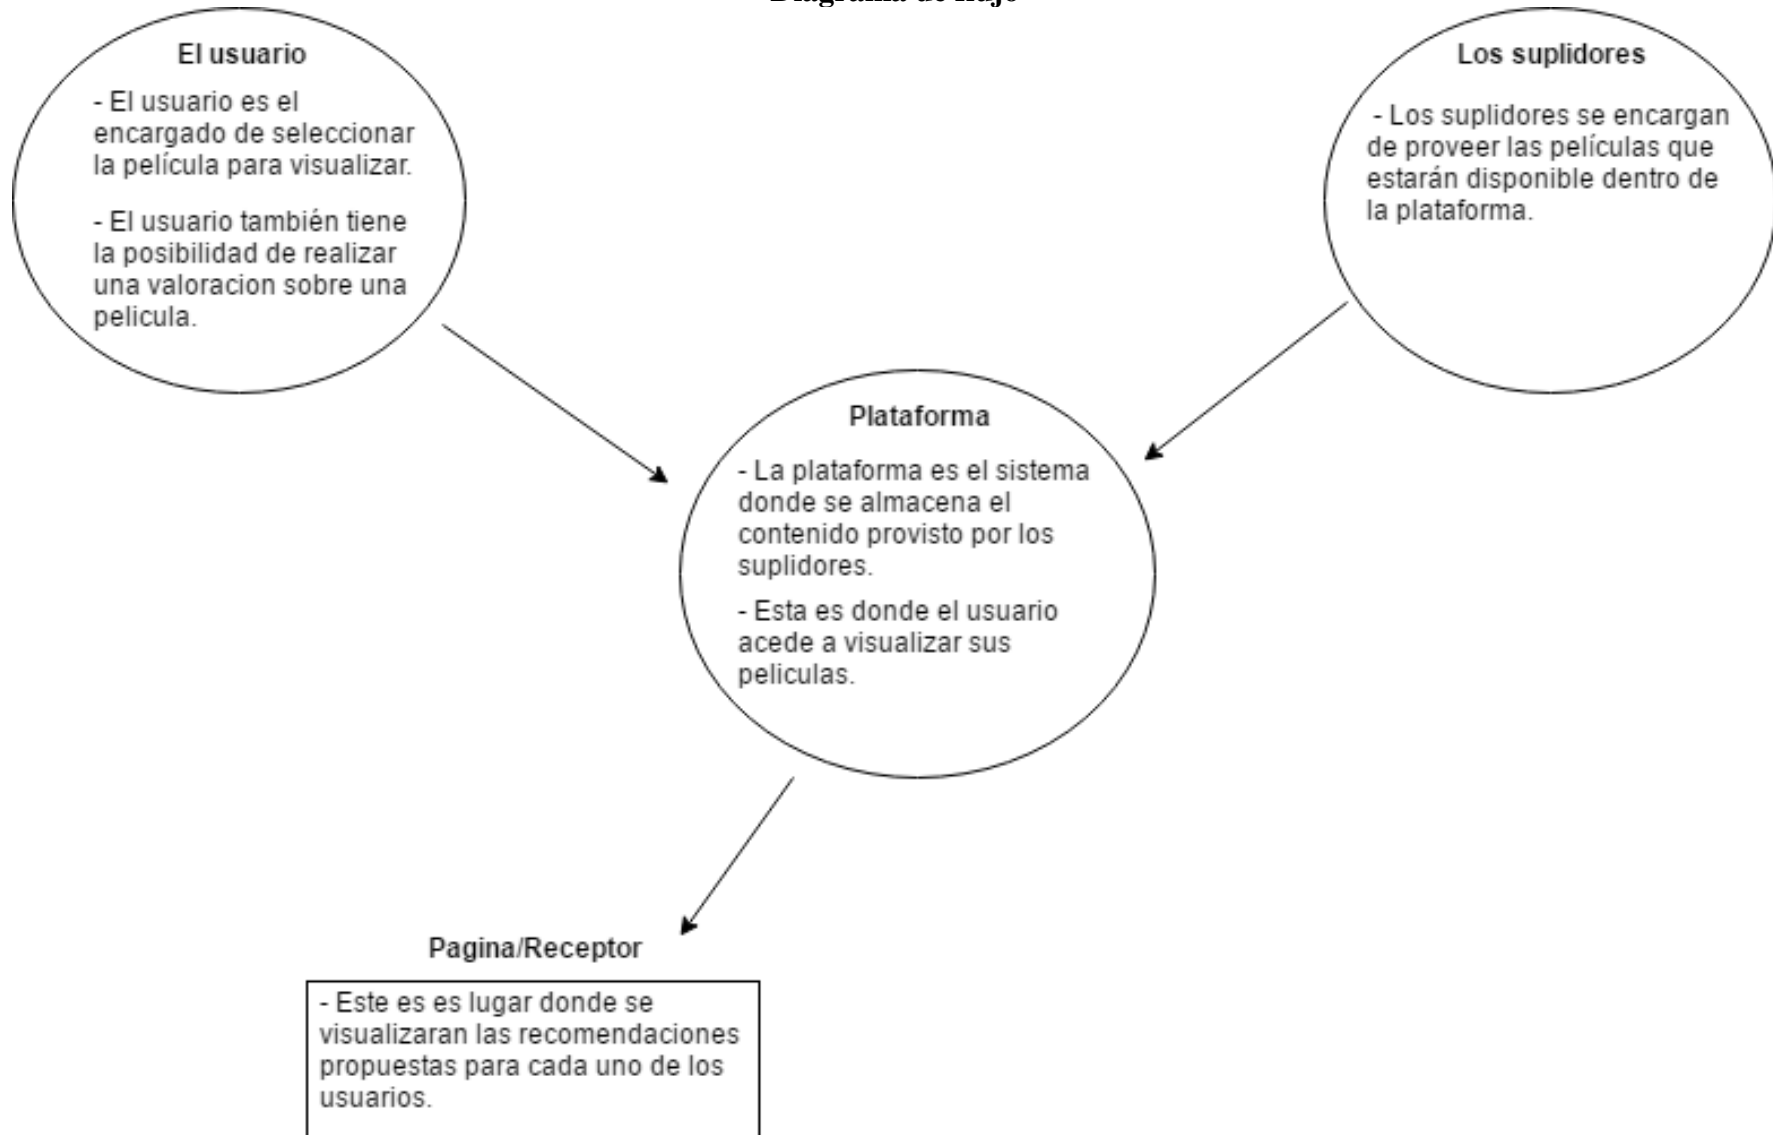 Diagrama de flujo
El usuario
- El usuario es el
encargado de seleccionar
la película para visualizar.
- El usuario también tiene
la posibilidad de realizar
una valoracion sobre una
pelicula.
Los suplidores
- Los suplidores se encargan
de proveer las películas que
estarán disponible dentro de
la plataforma.
Plataforma
- La plataforma es el sistema
donde se almacena el
contenido provisto por los
suplidores.
- Esta es donde el usuario
acede a visualizar sus
peliculas.
Pagina/Receptor
- Este es es lugar donde se
visualizaran las recomendaciones
propuestas para cada uno de los
usuarios.